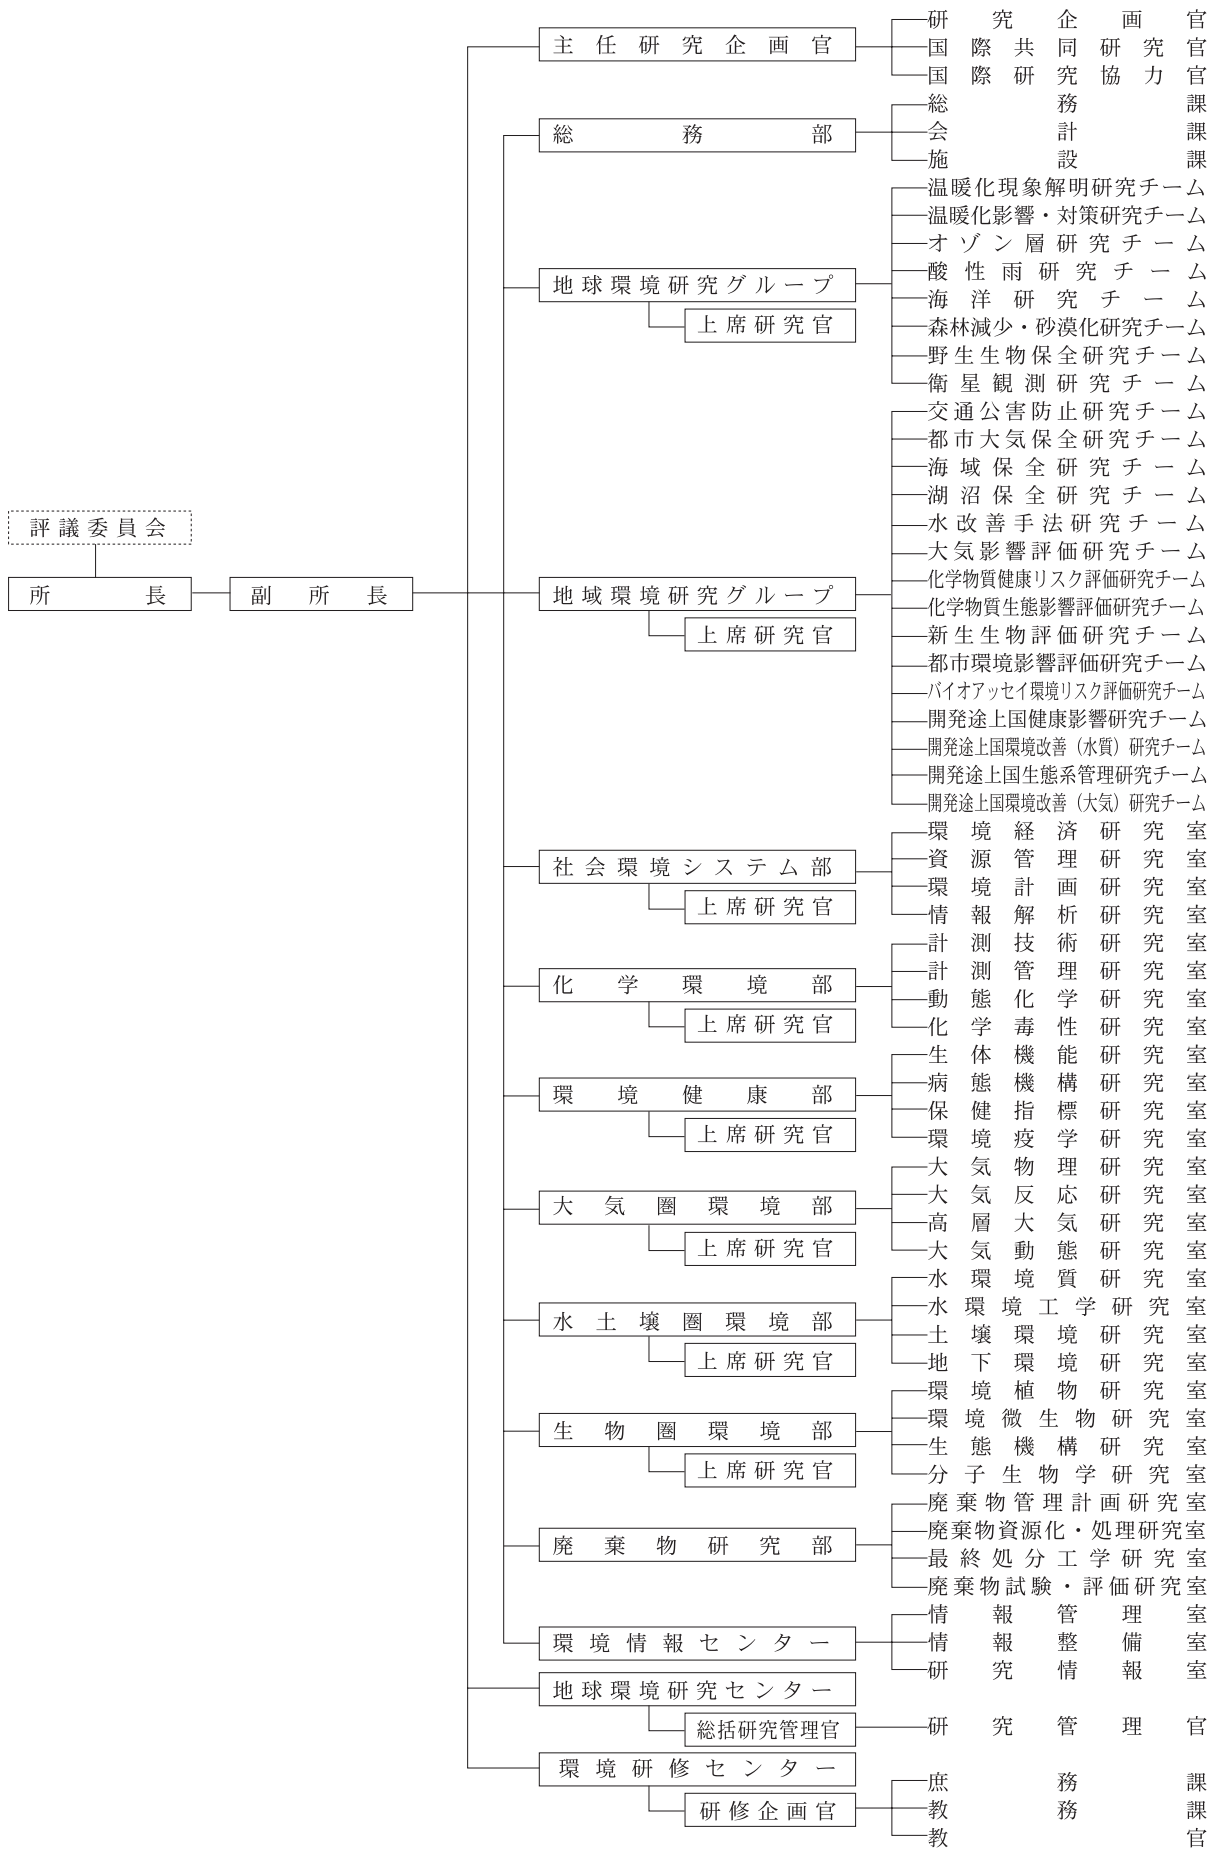 評議委員会
所長
副所長
主任研究企画官
研究企画官
国際共同研究官
国際研究協力官
総務部
総務課
会計課
施設課
地球環境研究グループ
上席研究官
温暖化現象解明研究チーム
温暖化影響・対策研究チーム
オゾン層研究チーム
酸性雨研究チーム
海洋研究チーム
森林減少・砂漠化研究チーム
野生生物保全研究チーム
衛星観測研究チーム
地域環境研究グループ
上席研究官
交通公害防止研究チーム
都市大気保全研究チーム
海域保全研究チーム
湖沼保全研究チーム
水改善手法研究チーム
大気影響評価研究チーム
化学物質健康リスク評価研究チーム
化学物質生態影響評価研究チーム
新生生物評価研究チーム
都市環境影響評価研究チーム
バイオアッセイ環境リスク評価研究チーム
開発途上国健康影響研究チーム
開発途上国環境改善（水質）研究チーム
開発途上国生態系管理研究チーム
開発途上国環境改善（大気）研究チーム
社会環境システム部
上席研究官
環境経済研究室
資源管理研究室
環境計画研究室
情報解析研究室
化学環境部
上席研究官
計測技術研究室
計測管理研究室
動態化学研究室
化学毒性研究室
環境健康部
上席研究官
生体機能研究室
病態機構研究室
保健指標研究室
環境疫学研究室
大気圏環境部
上席研究官
大気物理研究室
大気反応研究室
高層大気研究室
大気動態研究室
水土壌圏環境部
上席研究官
水環境質研究室
水環境工学研究室
土壌環境研究室
地下環境研究室
生物圏環境部
上席研究官
環境植物研究室
環境微生物研究室
生態機構研究室
分子生物学研究室
廃棄物研究部
廃棄物管理計画研究室
廃棄物資源化・処理研究室
最終処分工学研究室
廃棄物試験・評価研究室
環境情報センター
情報管理室
情報整備室
研究情報室
地球環境研究センター
総括研究管理官
研究管理官
環境研修センター
研修企画官
庶務課
教務課
教官